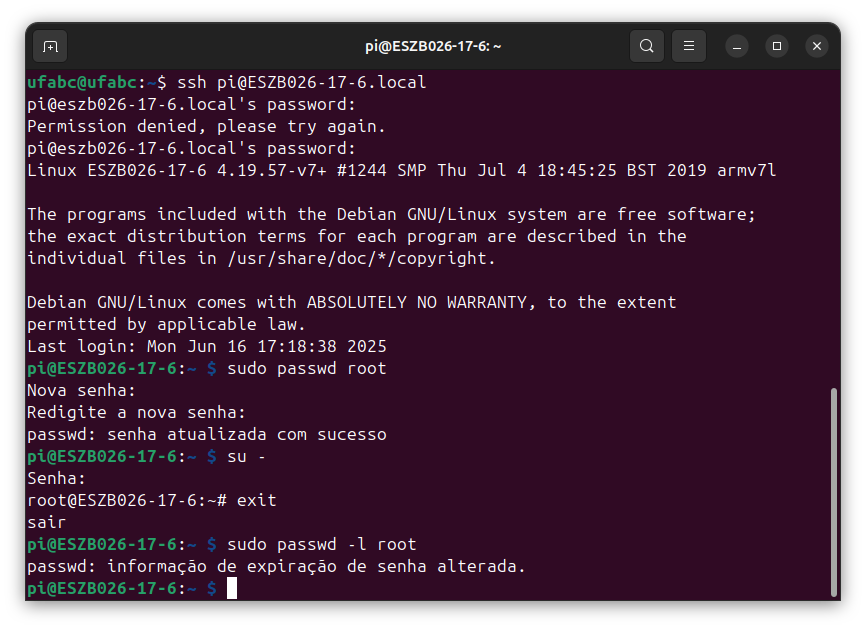 pi@ESZB026-17-6: ~
ufabc@ufabc:~$ ssh pi@ESZB026-17-6.local
pi@eszb026-17-6.local's password:
Permission denied, please try again.
pi@eszb026-17-6.local's password:
Linux ESZB026-17-6 4.19.57-v7+ #1244 SMP Thu Jul 4 18:45:25 BST 2019 armv7l
The programs included with the Debian GNU/Linux system are free software;
the exact distribution terms for each program are described in the
individual files in /usr/share/doc/*/copyright.
Debian GNU/Linux comes with ABSOLUTELY NO WARRANTY, to the extent
permitted by applicable law.
Last login: Mon Jun 16 17:18:38 2025
pi@ESZB026-17-6:~ $ sudo passwd root
Nova senha:
Redigite a nova senha:
passwd: senha atualizada com sucesso
pi@ESZB026-17-6:~ $ su -
Senha:
root@ESZB026-17-6:~# exit
sair
pi@ESZB026-17-6:~ $ sudo passwd -l root
passwd: informação de expiração de senha alterada.
pi@ESZB026-17-6:~ $